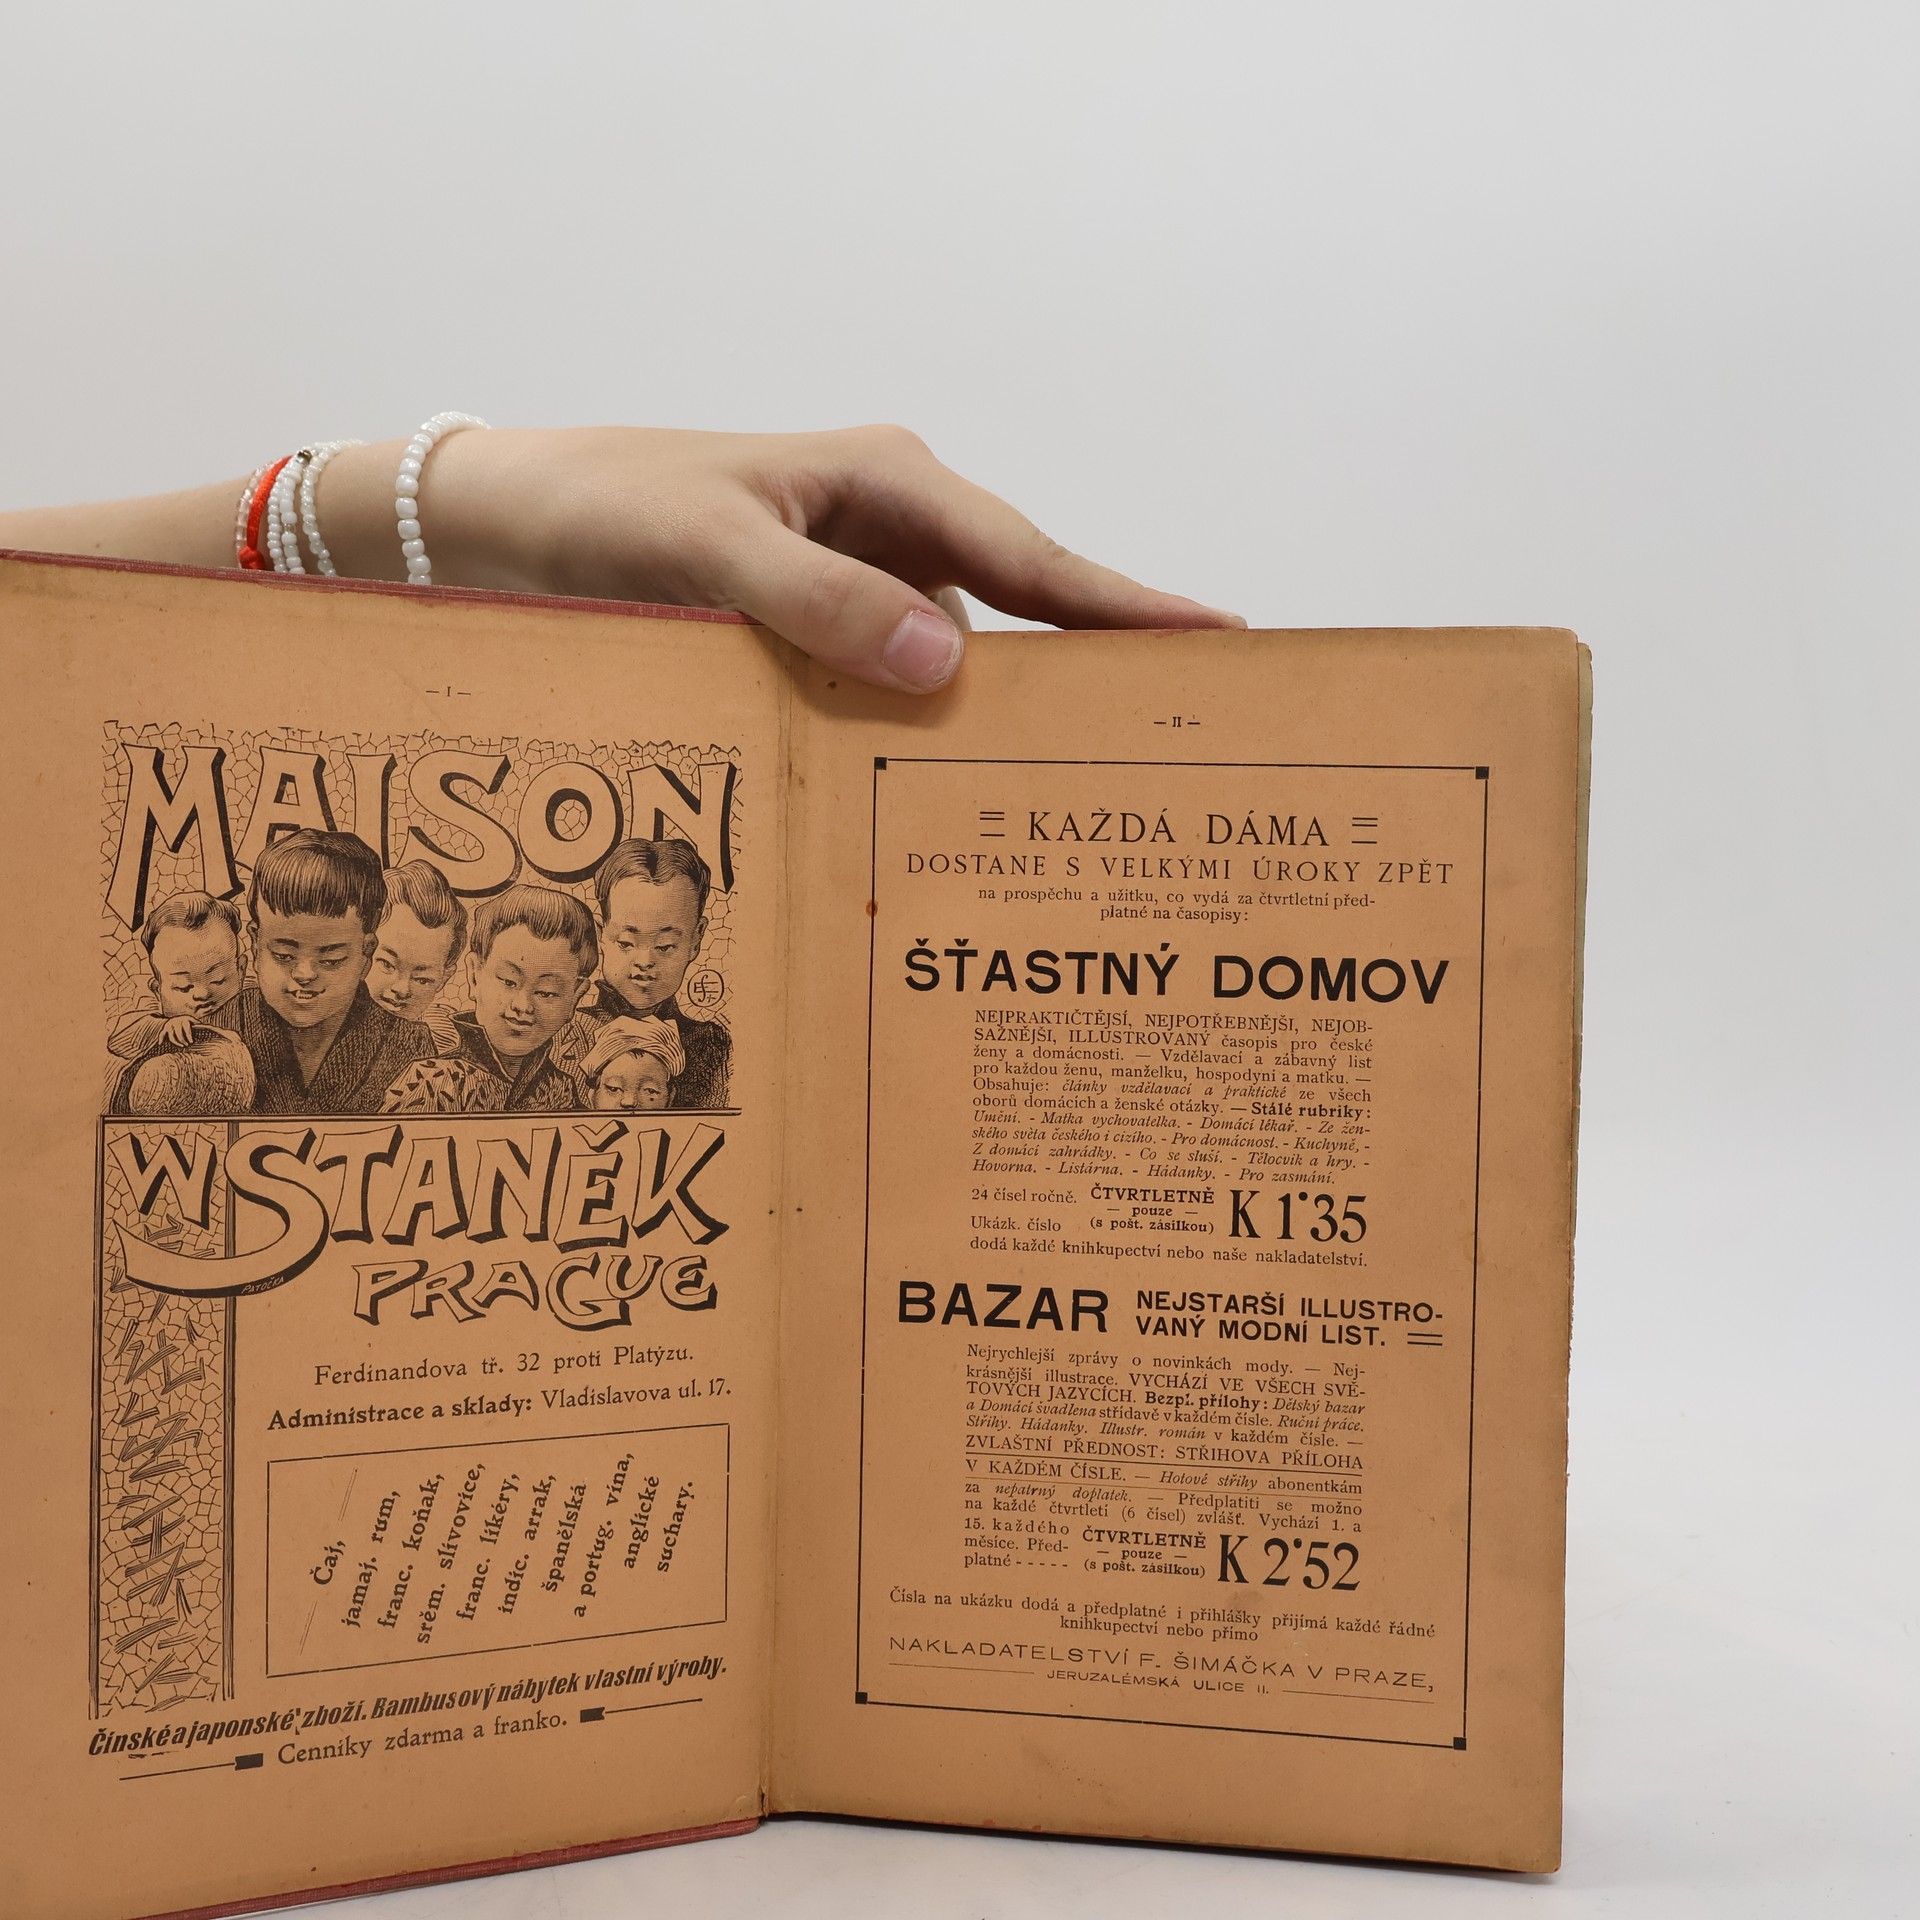 — I —
MAISON
W STANĚK
PATOČKA
PRAGUE
Ferdinandova tř. 32 proti Platýzu.
Administrace a sklady: Vladislavova ul. 17.
Čaj,
jamaj. rum,
franc. koňak,
srěm. slivovice,
franc. likéry,
indic. arrak,
španělská
a portug. vína,
anglické
suchary.
Čínské a japonské zboží. Bambusový nábytek vlastní výroby.
Cenníky zdarma a franko.
— II —
KAŽDÁ DÁMA
DOSTANE S VELKÝMI ÚROKY ZPĚT
na prospěchu a užitku, co vydá za čtvrtletní před-
platné na časopisy:
ŠŤASTNÝ DOMOV
NEJPRAKTIČTĚJSÍ, NEJPOTŘEBNĚJŠI, NEJOB-
SAŽNĚJŠI, ILLUSTROVANÝ časopis pro české
ženy a domácnosti. — Vzdělavací a zábavný list
pro každou ženu, manželku, hospodyni a matku. —
Obsahuje: články vzdělavací a praktické ze všech
oborů domácích a ženské otázky. — Stálé rubriky:
Umění. - Matka vychovatelka. - Domácí lékař. - Ze žen-
ského světa českého i cizího. - Pro domácnost. - Kuchyně, -
Z domácí zahrádky. - Co se sluší. - Tělocvik a hry. -
Hovorna. - Listárna. - Hádanky. - Pro zasmání.
24 čísel ročně. ČTVRTLETNĚ
— pouze —
Ukázk. číslo (s pošt. zásilkou) K 1·35
dodá každé knihkupectví nebo naše nakladatelství.
BAZAR NEJSTARŠÍ ILLUSTRO-
VANÝ MODNÍ LIST.
Nejrychlejší zprávy o novinkách mody. — Nej-
krásnější illustrace. VYCHÁZÍ VE VŠECH SVĚ-
TOVÝCH JAZYCÍCH. Bezpl. přílohy: Dětský bazar
a Domácí švadlena střídavě v každém čísle. Ruční práce.
Střihy. Hádanky. Illustr. román v každém čísle. —
ZVLAŠTNÍ PŘEDNOST: STŘIHOVA PŘÍLOHA
V KAŽDÉM ČÍSLE. — Hotové střihy abonentkám
za nepatrný doplatek. — Předplatiti se možno
na každé čtvrtletí (6 čísel) zvlášť. Vychází 1. a
15. každého ČTVRTLETNĚ
měsíce. Před- — pouze —
platné - - - - - (s pošt. zásilkou) K 2·52
Čísla na ukázku dodá a předplatné i přihlášky přijímá každé řádné
knihkupectví nebo přímo
NAKLADATELSTVÍ F. ŠIMÁČKA V PRAZE,
JERUZALÉMSKÁ ULICE 11.